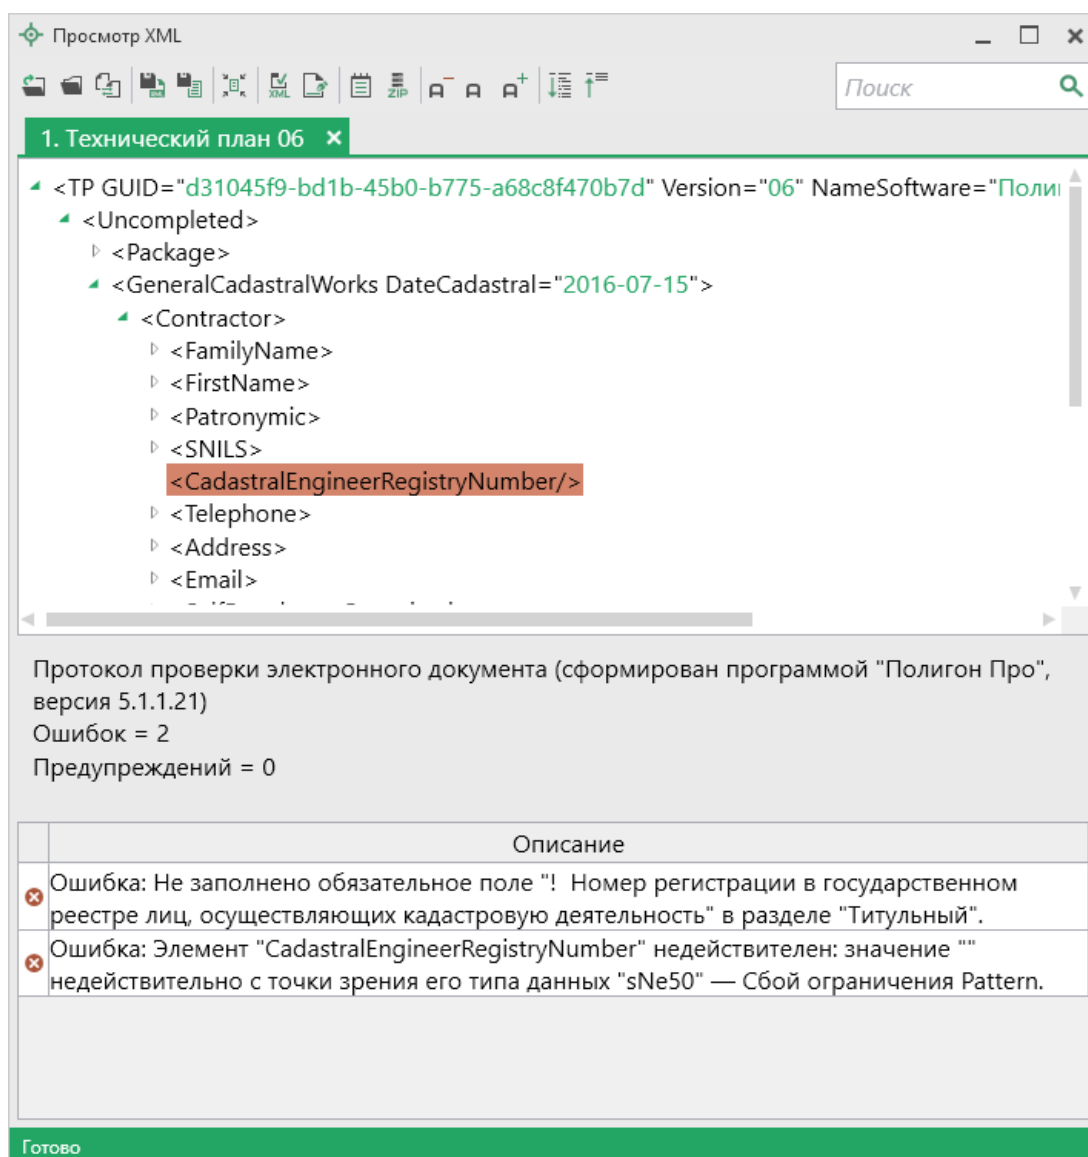 Просмотр XML
XML
ZIP
Поиск
1. Технический план 06
<TP GUID="d31045f9-bd1b-45b0-b775-a68c8f470b7d" Version="06" NameSoftware="Полиг
<Uncompleted>
<Package>
<GeneralCadastralWorks DateCadastral="2016-07-15">
<Contractor>
<FamilyName>
<FirstName>
<Patronymic>
<SNILS>
<CadastralEngineerRegistryNumber/>
<Telephone>
<Address>
<Email>
Протокол проверки электронного документа (сформирован программой "Полигон Про",
версия 5.1.1.21)
Ошибок = 2
Предупреждений = 0
Описание
Ошибка: Не заполнено обязательное поле "!  Номер регистрации в государственном
реестре лиц, осуществляющих кадастровую деятельность" в разделе "Титульный".
Ошибка: Элемент "CadastralEngineerRegistryNumber" недействителен: значение ""
недействительно с точки зрения его типа данных "sNe50" — Сбой ограничения Pattern.
Готово